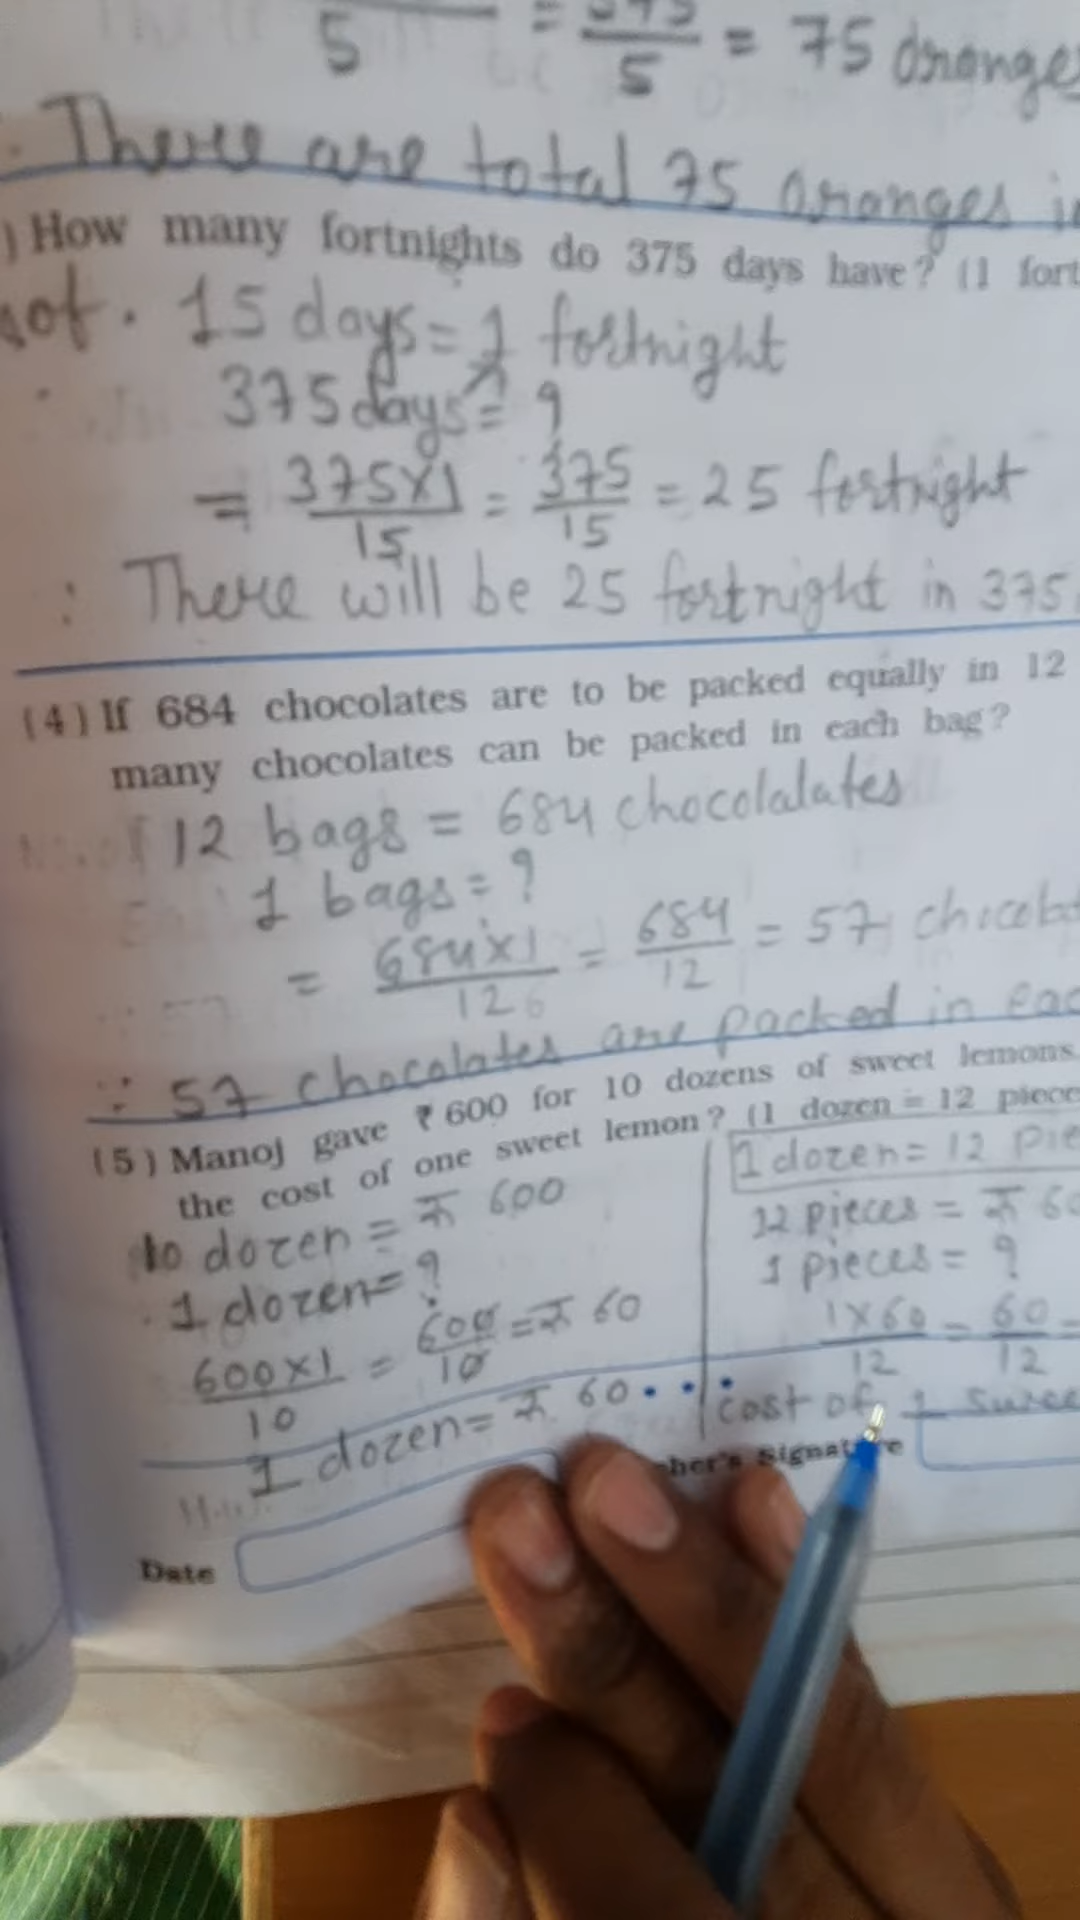 5 = 375/5 = 75 oranges
There are total 75 oranges in
) How many fortnights do 375 days have? (1 fort
15 days = 1 fortnight
375 days = ?
= 375×1/15 = 375/15 = 25 fortnight
There will be 25 fortnight in 375
(4) If 684 chocolates are to be packed equally in 12
many chocolates can be packed in each bag?
12 bags = 684 chocolalates
1 bags = ?
= 684×1/12 = 684/12 = 57 chocola
∵ 57 chocolates are packed in eac
(5) Manoj gave ₹ 600 for 10 dozens of sweet lemons.
the cost of one sweet lemon? (1 dozen = 12 piece
10 dozen = ₹ 600
1 dozen = ?
600×1/10 = 600/10 = ₹ 60
1 dozen = ₹ 60
1 dozen = 12 pie
12 pieces = ₹ 60
1 pieces = ?
1×60/12 = 60/12 =
cost of 1 swee
cher's Signature
Date